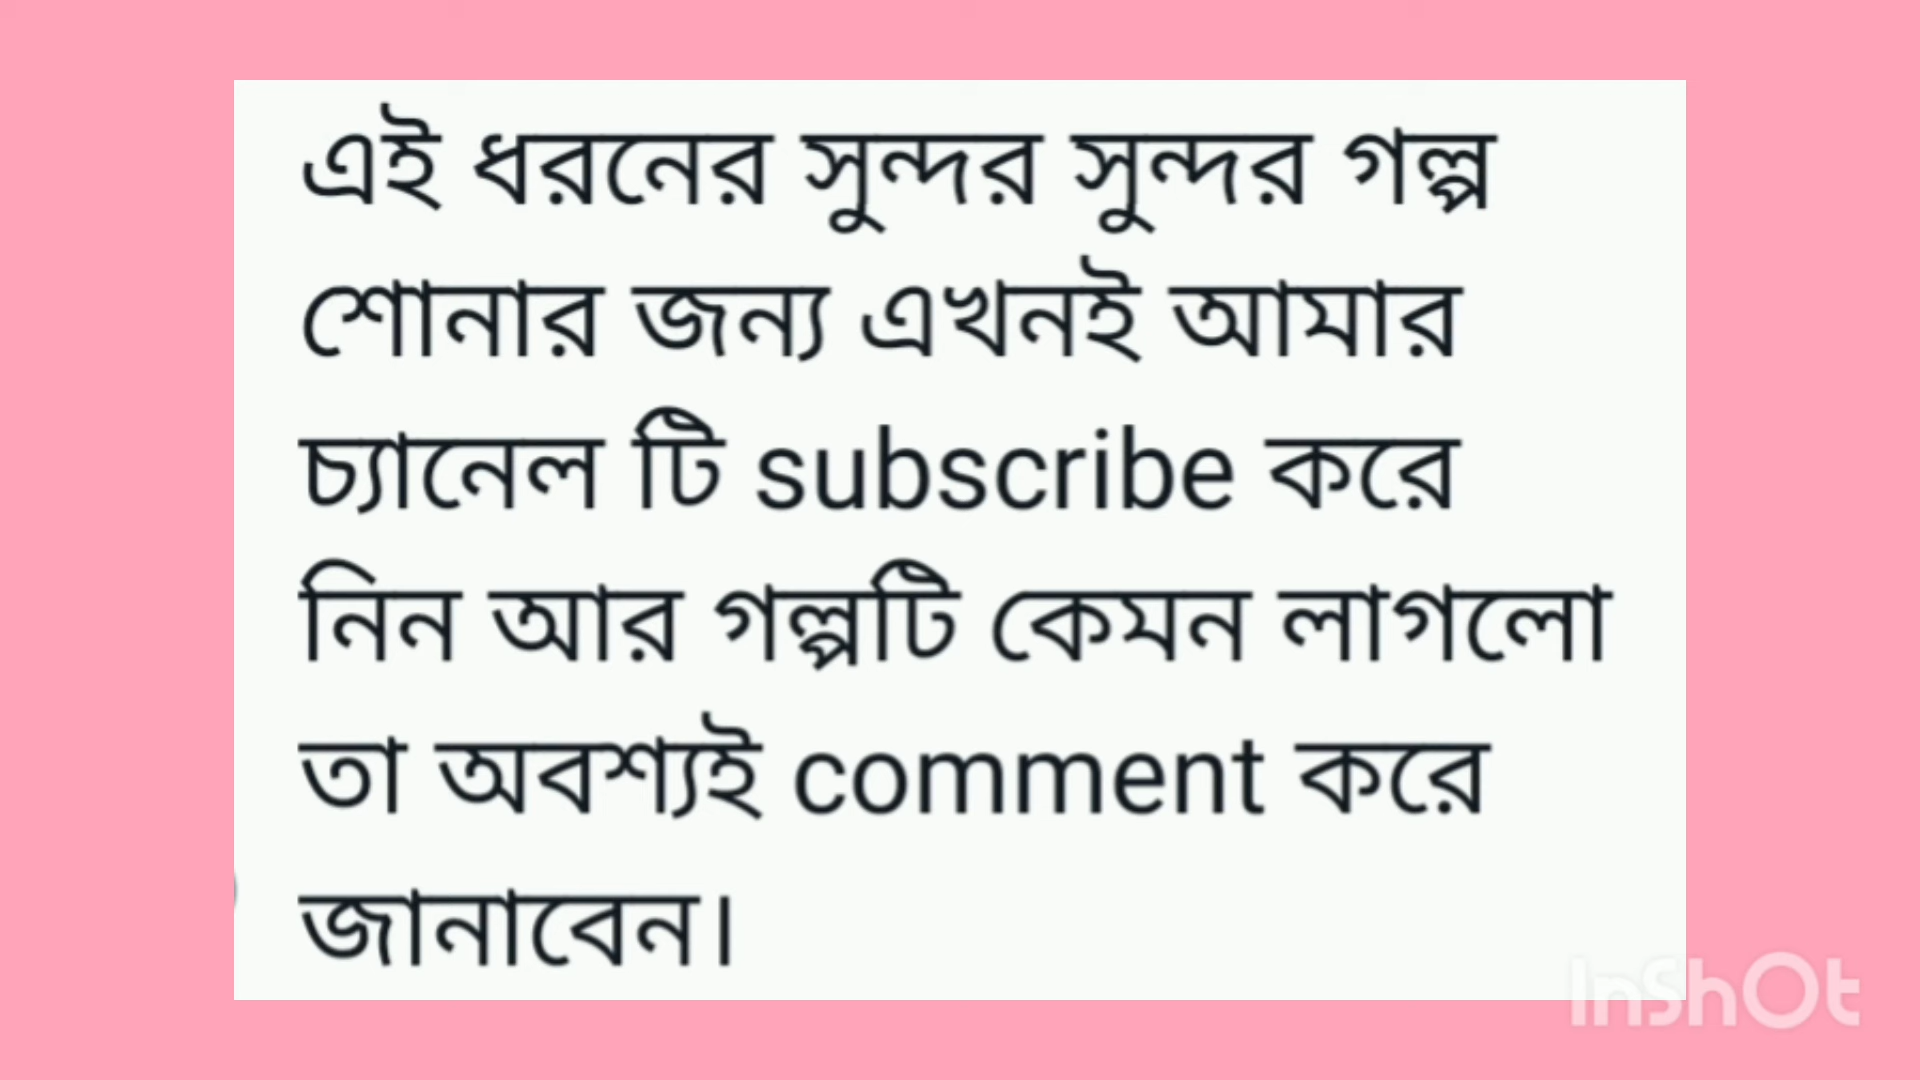 এই ধরনের সুন্দর সুন্দর গল্প
শোনার জন্য এখনই আমার
চ্যানেল টি subscribe করে
নিন আর গল্পটি কেমন লাগলো
তা অবশ্যই comment করে
জানাবেন।
InShOt